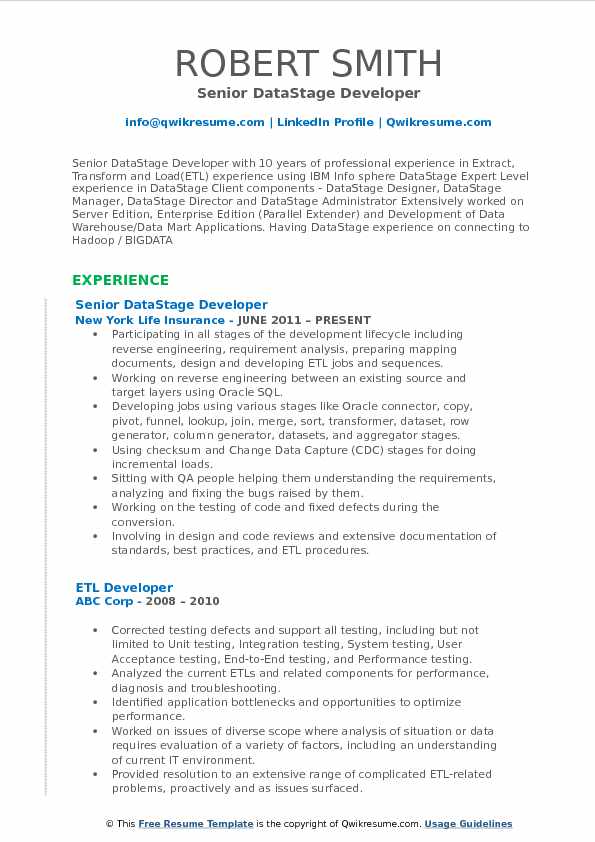 ROBERT SMITH
Senior DataStage Developer
info@qwikresume.com | LinkedIn Profile | Qwikresume.com
Senior DataStage Developer with 10 years of professional experience in Extract,
Transform and Load(ETL) experience using IBM Info sphere DataStage Expert Level
experience in DataStage Client components - DataStage Designer, DataStage
Manager, DataStage Director and DataStage Administrator Extensively worked on
Server Edition, Enterprise Edition (Parallel Extender) and Development of Data
Warehouse/Data Mart Applications. Having DataStage experience on connecting to
Hadoop / BIGDATA
EXPERIENCE
Senior DataStage Developer
New York Life Insurance - JUNE 2011 – PRESENT
• Participating in all stages of the development lifecycle including
reverse engineering, requirement analysis, preparing mapping
documents, design and developing ETL jobs and sequences.
• Working on reverse engineering between an existing source and
target layers using Oracle SQL.
• Developing jobs using various stages like Oracle connector, copy,
pivot, funnel, lookup, join, merge, sort, transformer, dataset, row
generator, column generator, datasets, and aggregator stages.
• Using checksum and Change Data Capture (CDC) stages for doing
incremental loads.
• Sitting with QA people helping them understanding the requirements,
analyzing and fixing the bugs raised by them.
• Working on the testing of code and fixed defects during the
conversion.
• Involving in design and code reviews and extensive documentation of
standards, best practices, and ETL procedures.
ETL Developer
ABC Corp - 2008 – 2010
• Corrected testing defects and support all testing, including but not
limited to Unit testing, Integration testing, System testing, User
Acceptance testing, End-to-End testing, and Performance testing.
• Analyzed the current ETLs and related components for performance,
diagnosis and troubleshooting.
• Identified application bottlenecks and opportunities to optimize
performance.
• Worked on issues of diverse scope where analysis of situation or data
requires evaluation of a variety of factors, including an understanding
of current IT environment.
• Provided resolution to an extensive range of complicated ETL-related
problems, proactively and as issues surfaced.
© This Free Resume Template is the copyright of Qwikresume.com. Usage Guidelines